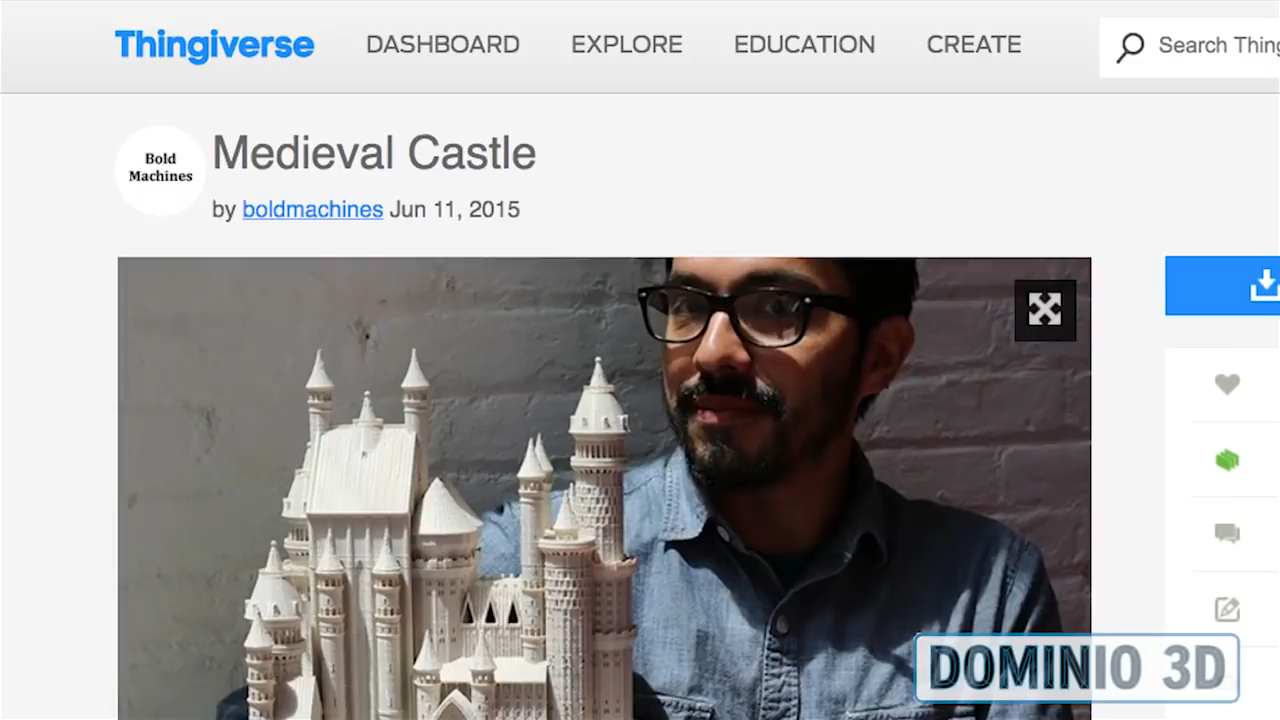 Thingiverse DASHBOARD EXPLORE EDUCATION CREATE Search Thing
Bold
Machines
Medieval Castle
by boldmachines Jun 11, 2015
DOMINIO 3D